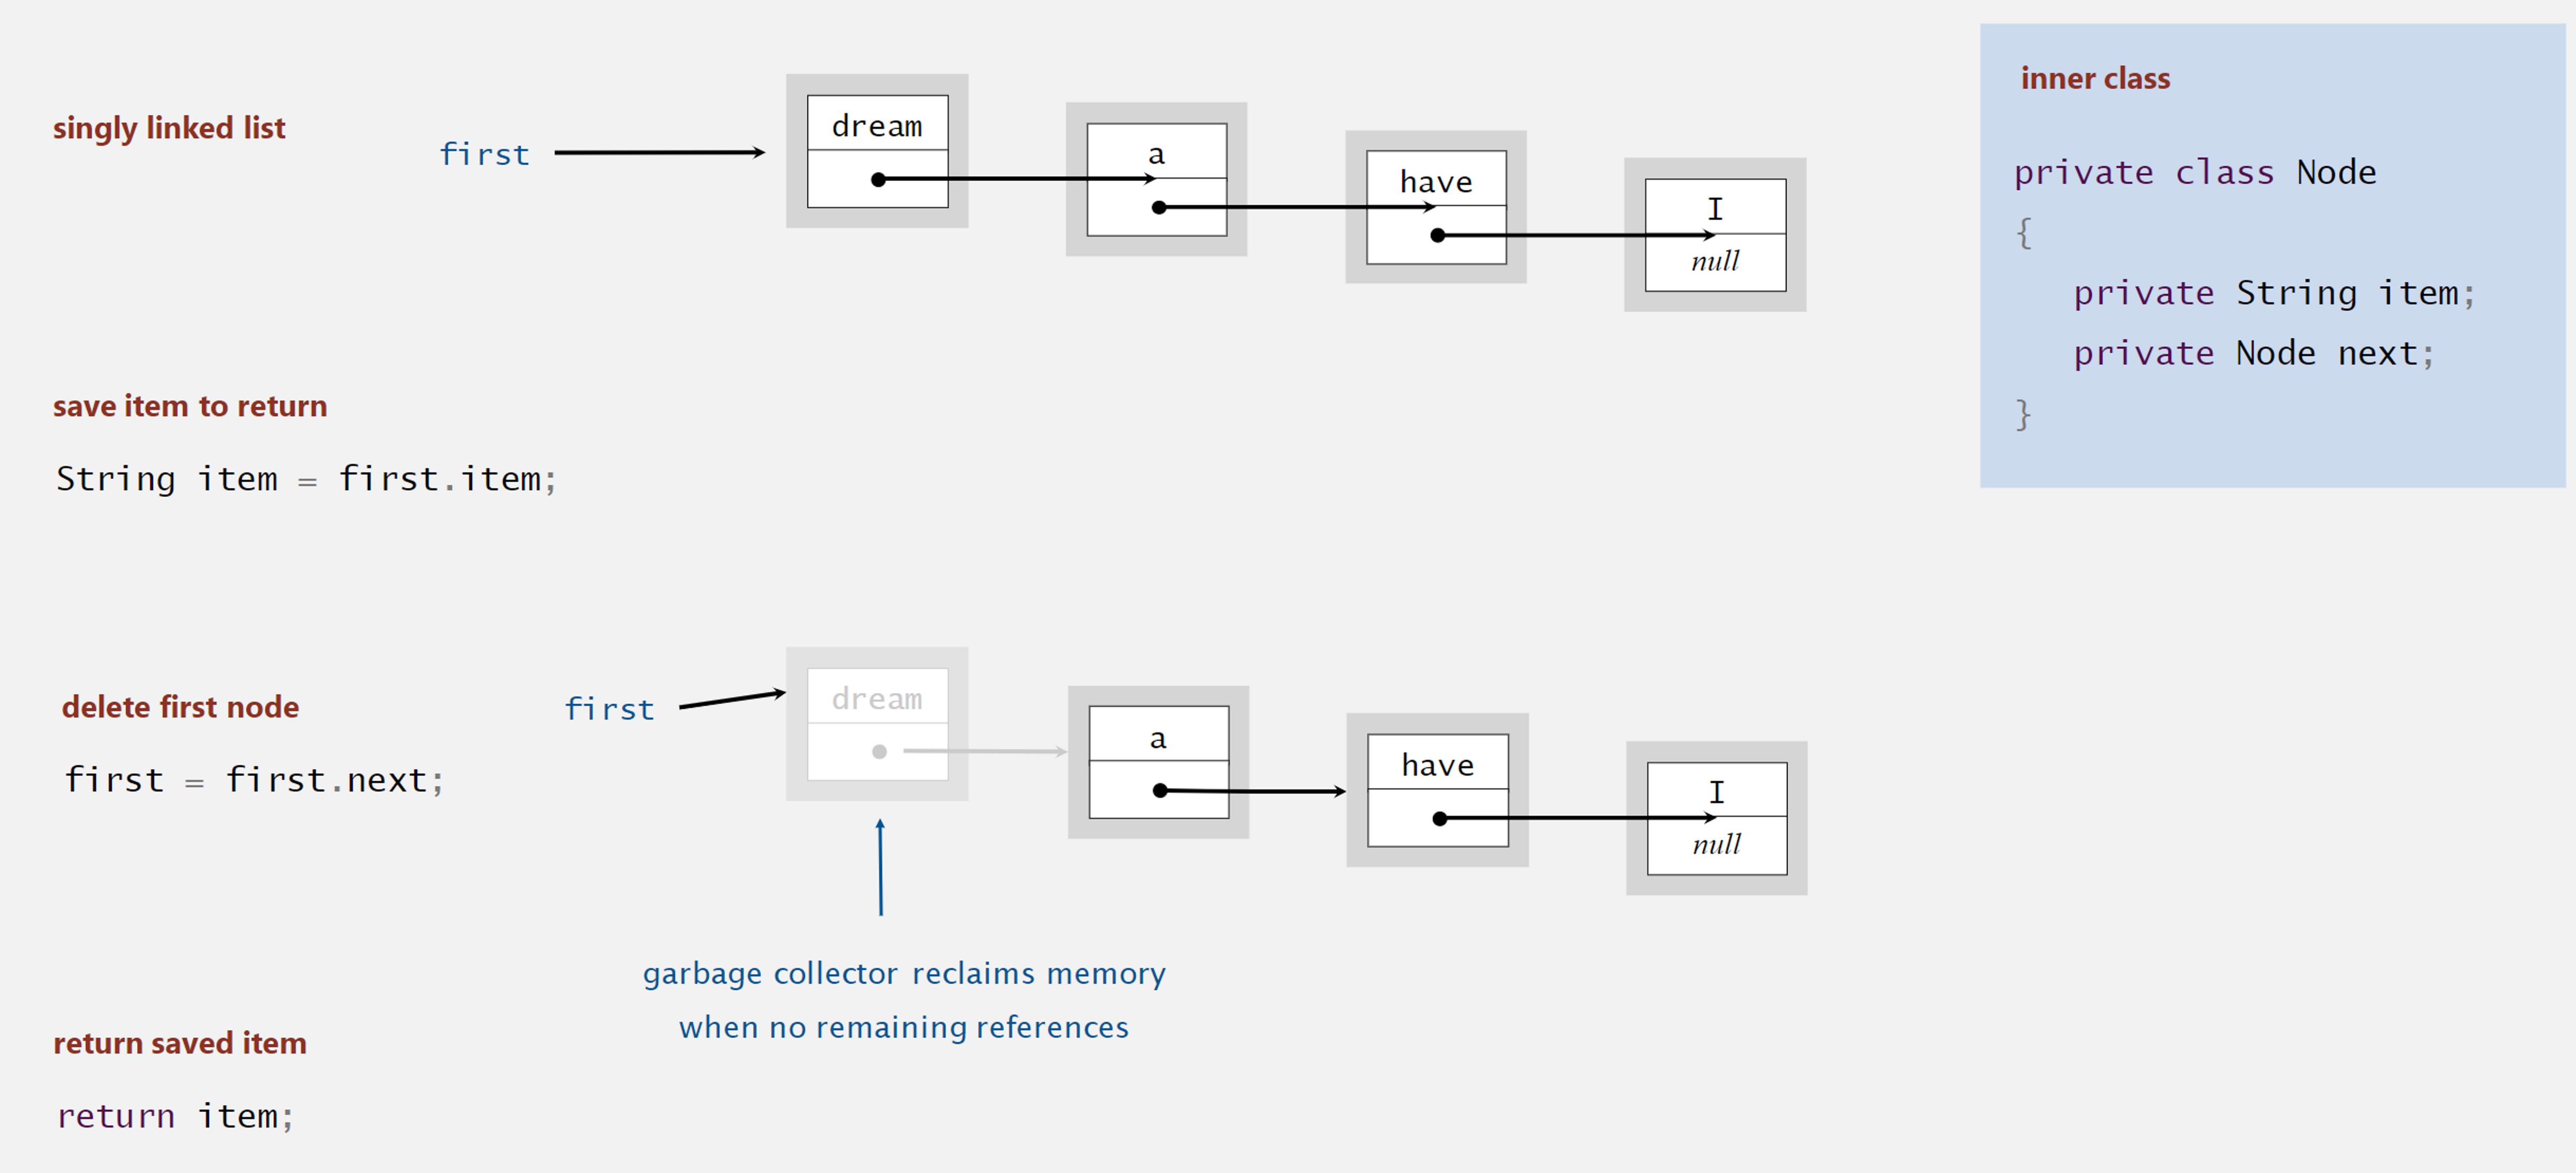 singly linked list
first
dream
a
have
I
null
inner class
private class Node
{
private String item;
private Node next;
}
save item to return
String item = first.item;
delete first node
first = first.next;
first
dream
a
have
I
null
garbage collector reclaims memory
when no remaining references
return saved item
return item;